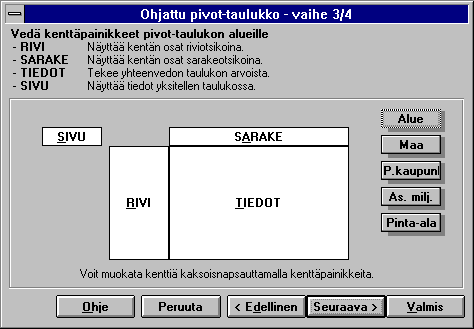 Ohjattu pivot-taulukko - vaihe 3/4
Vedä kenttäpainikkeet pivot-taulukon alueille
- RIVI Näyttää kentän osat riviotsikoina.
- SARAKE Näyttää kentän osat sarakeotsikoina.
- TIEDOT Tekee yhteenvedon taulukon arvoista.
- SIVU Näyttää tiedot yksitellen taulukossa.
Alue
SIVU SARAKE Maa
P.kaupunl
RIVI TIEDOT As. milj.
Pinta-ala
Voit muokata kenttiä kaksoisnapsauttamalla kenttäpainikkeita.
Ohje Peruuta < Edellinen Seuraava > Valmis